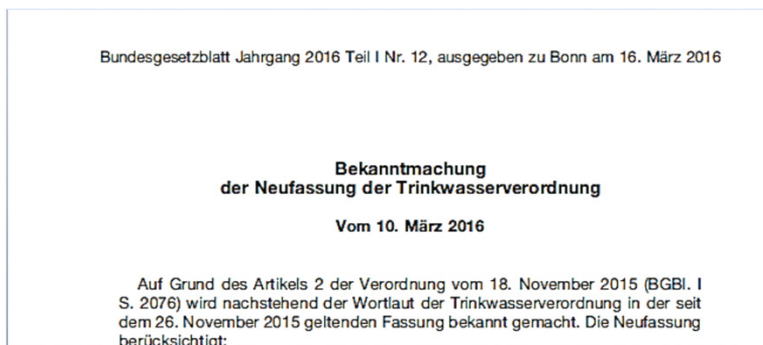 Bundesgesetzblatt Jahrgang 2016 Teil I Nr. 12, ausgegeben zu Bonn am 16. März 2016
Bekanntmachung
der Neufassung der Trinkwasserverordnung
Vom 10. März 2016
Auf Grund des Artikels 2 der Verordnung vom 18. November 2015 (BGBl. I
S. 2076) wird nachstehend der Wortlaut der Trinkwasserverordnung in der seit
dem 26. November 2015 geltenden Fassung bekannt gemacht. Die Neufassung
berücksichtigt: